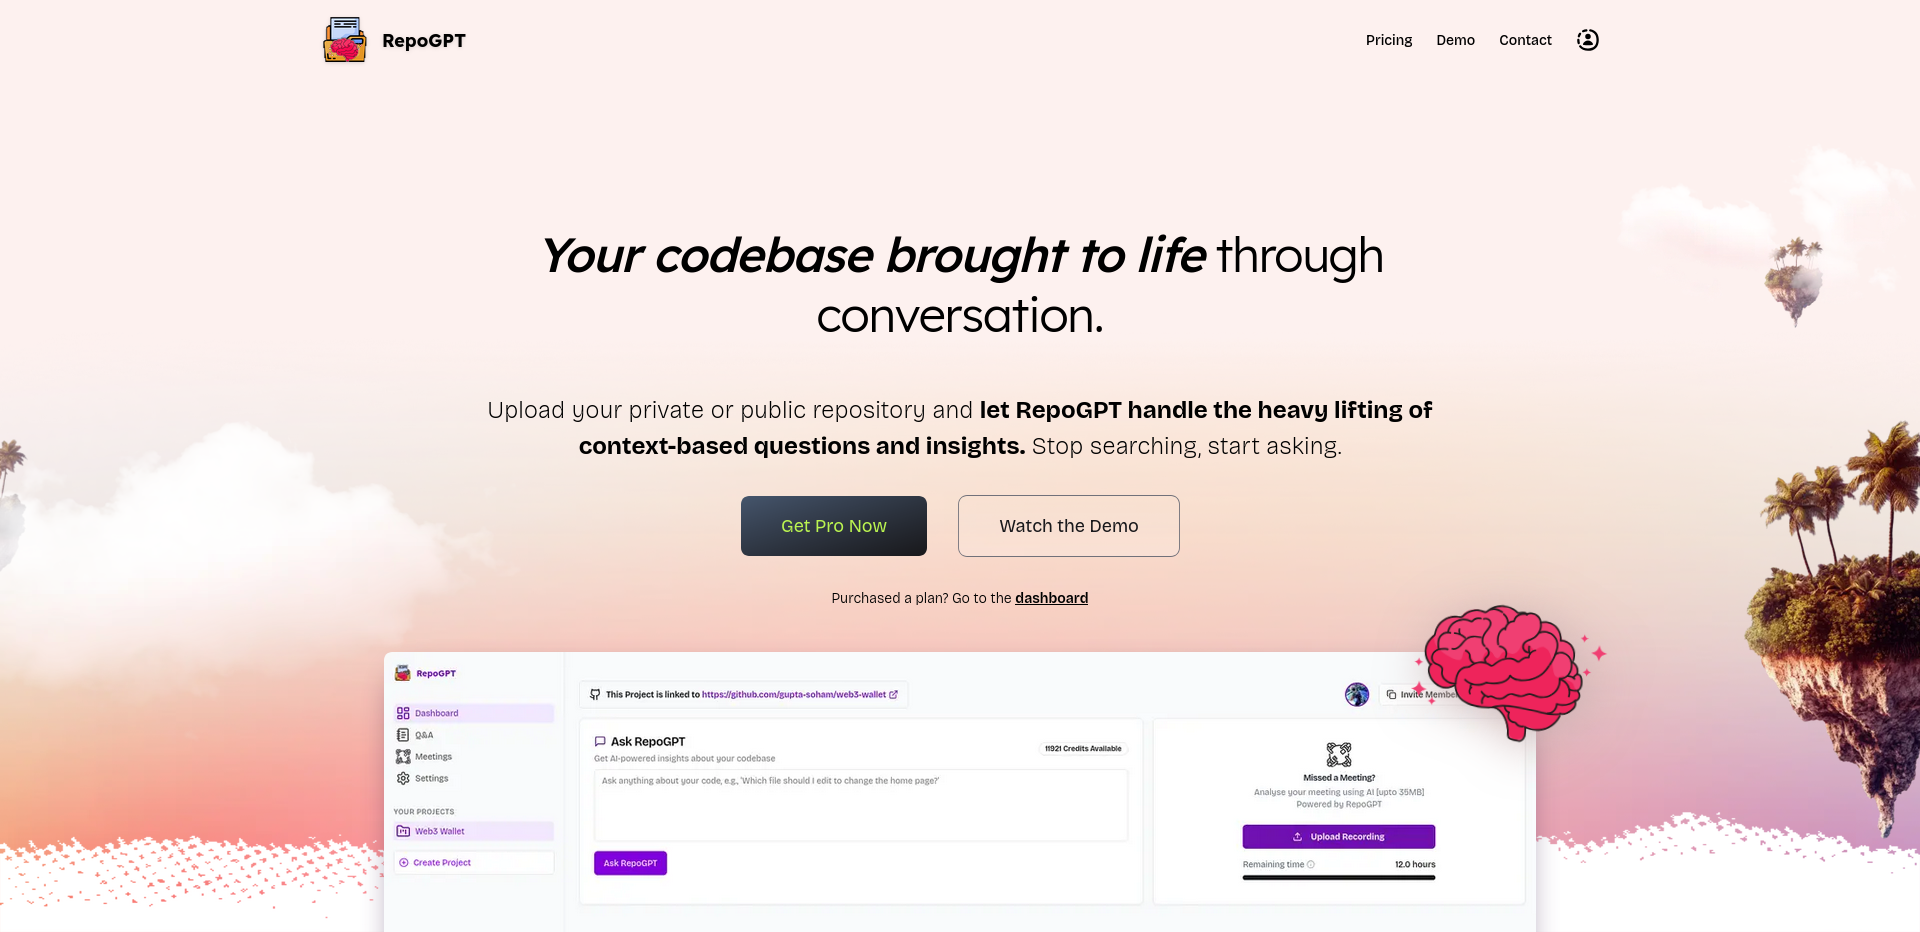 RepoGPT
Pricing
Demo
Contact
Your codebase brought to life through
conversation.
Upload your private or public repository and let RepoGPT handle the heavy lifting of
context-based questions and insights. Stop searching, start asking.
Get Pro Now
Watch the Demo
Purchased a plan? Go to the dashboard
RepoGPT
Dashboard
Q&A
Meetings
Settings
YOUR PROJECTS
Web3 Wallet
Create Project
This Project is linked to https://github.com/gupta-soham/web3-wallet
Invite Member
Ask RepoGPT
11921 Credits Available
Get AI-powered insights about your codebase
Ask anything about your code, e.g., 'Which file should I edit to change the home page?'
Ask RepoGPT
Missed a Meeting?
Analyse your meeting using AI [upto 35MB]
Powered by RepoGPT
Upload Recording
Remaining time
12.0 hours